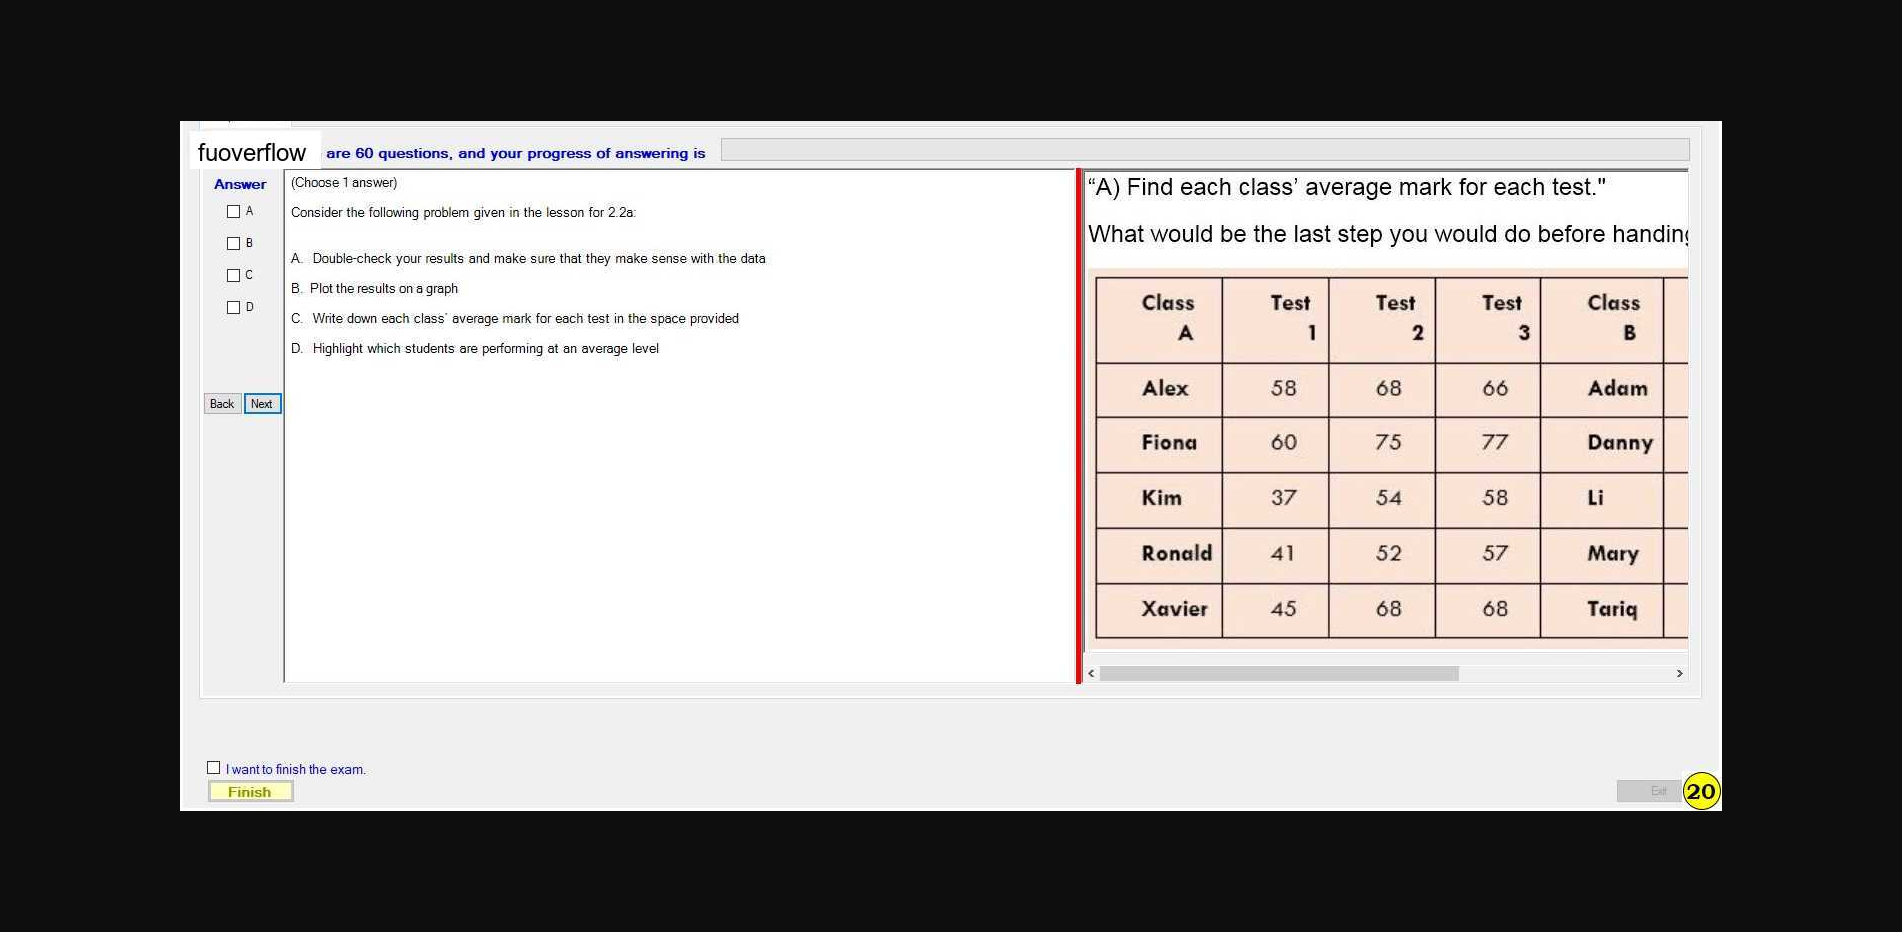 fuoverflow are 60 questions, and your progress of answering is
Answer
A
B
C
D
Back Next
(Choose 1 answer)
Consider the following problem given in the lesson for 2.2a:
A. Double-check your results and make sure that they make sense with the data
B. Plot the results on a graph
C. Write down each class' average mark for each test in the space provided
D. Highlight which students are performing at an average level
“A) Find each class’ average mark for each test."
What would be the last step you would do before handing
Class A Test 1 Test 2 Test 3 Class B
Alex 58 68 66 Adam
Fiona 60 75 77 Danny
Kim 37 54 58 Li
Ronald 41 52 57 Mary
Xavier 45 68 68 Tariq
I want to finish the exam.
Finish
Exit 20